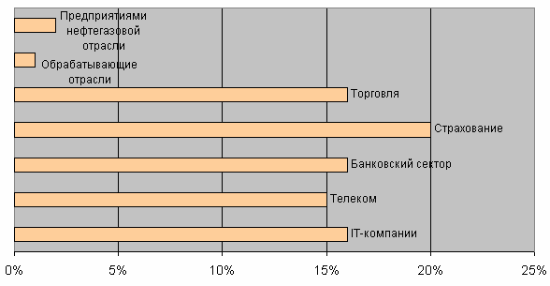 Предприятиями
нефтегазовой
отрасли
Обрабатывающие
отрасли
Торговля
Страхование
Банковский сектор
Телеком
IT-компании
0% 5% 10% 15% 20% 25%